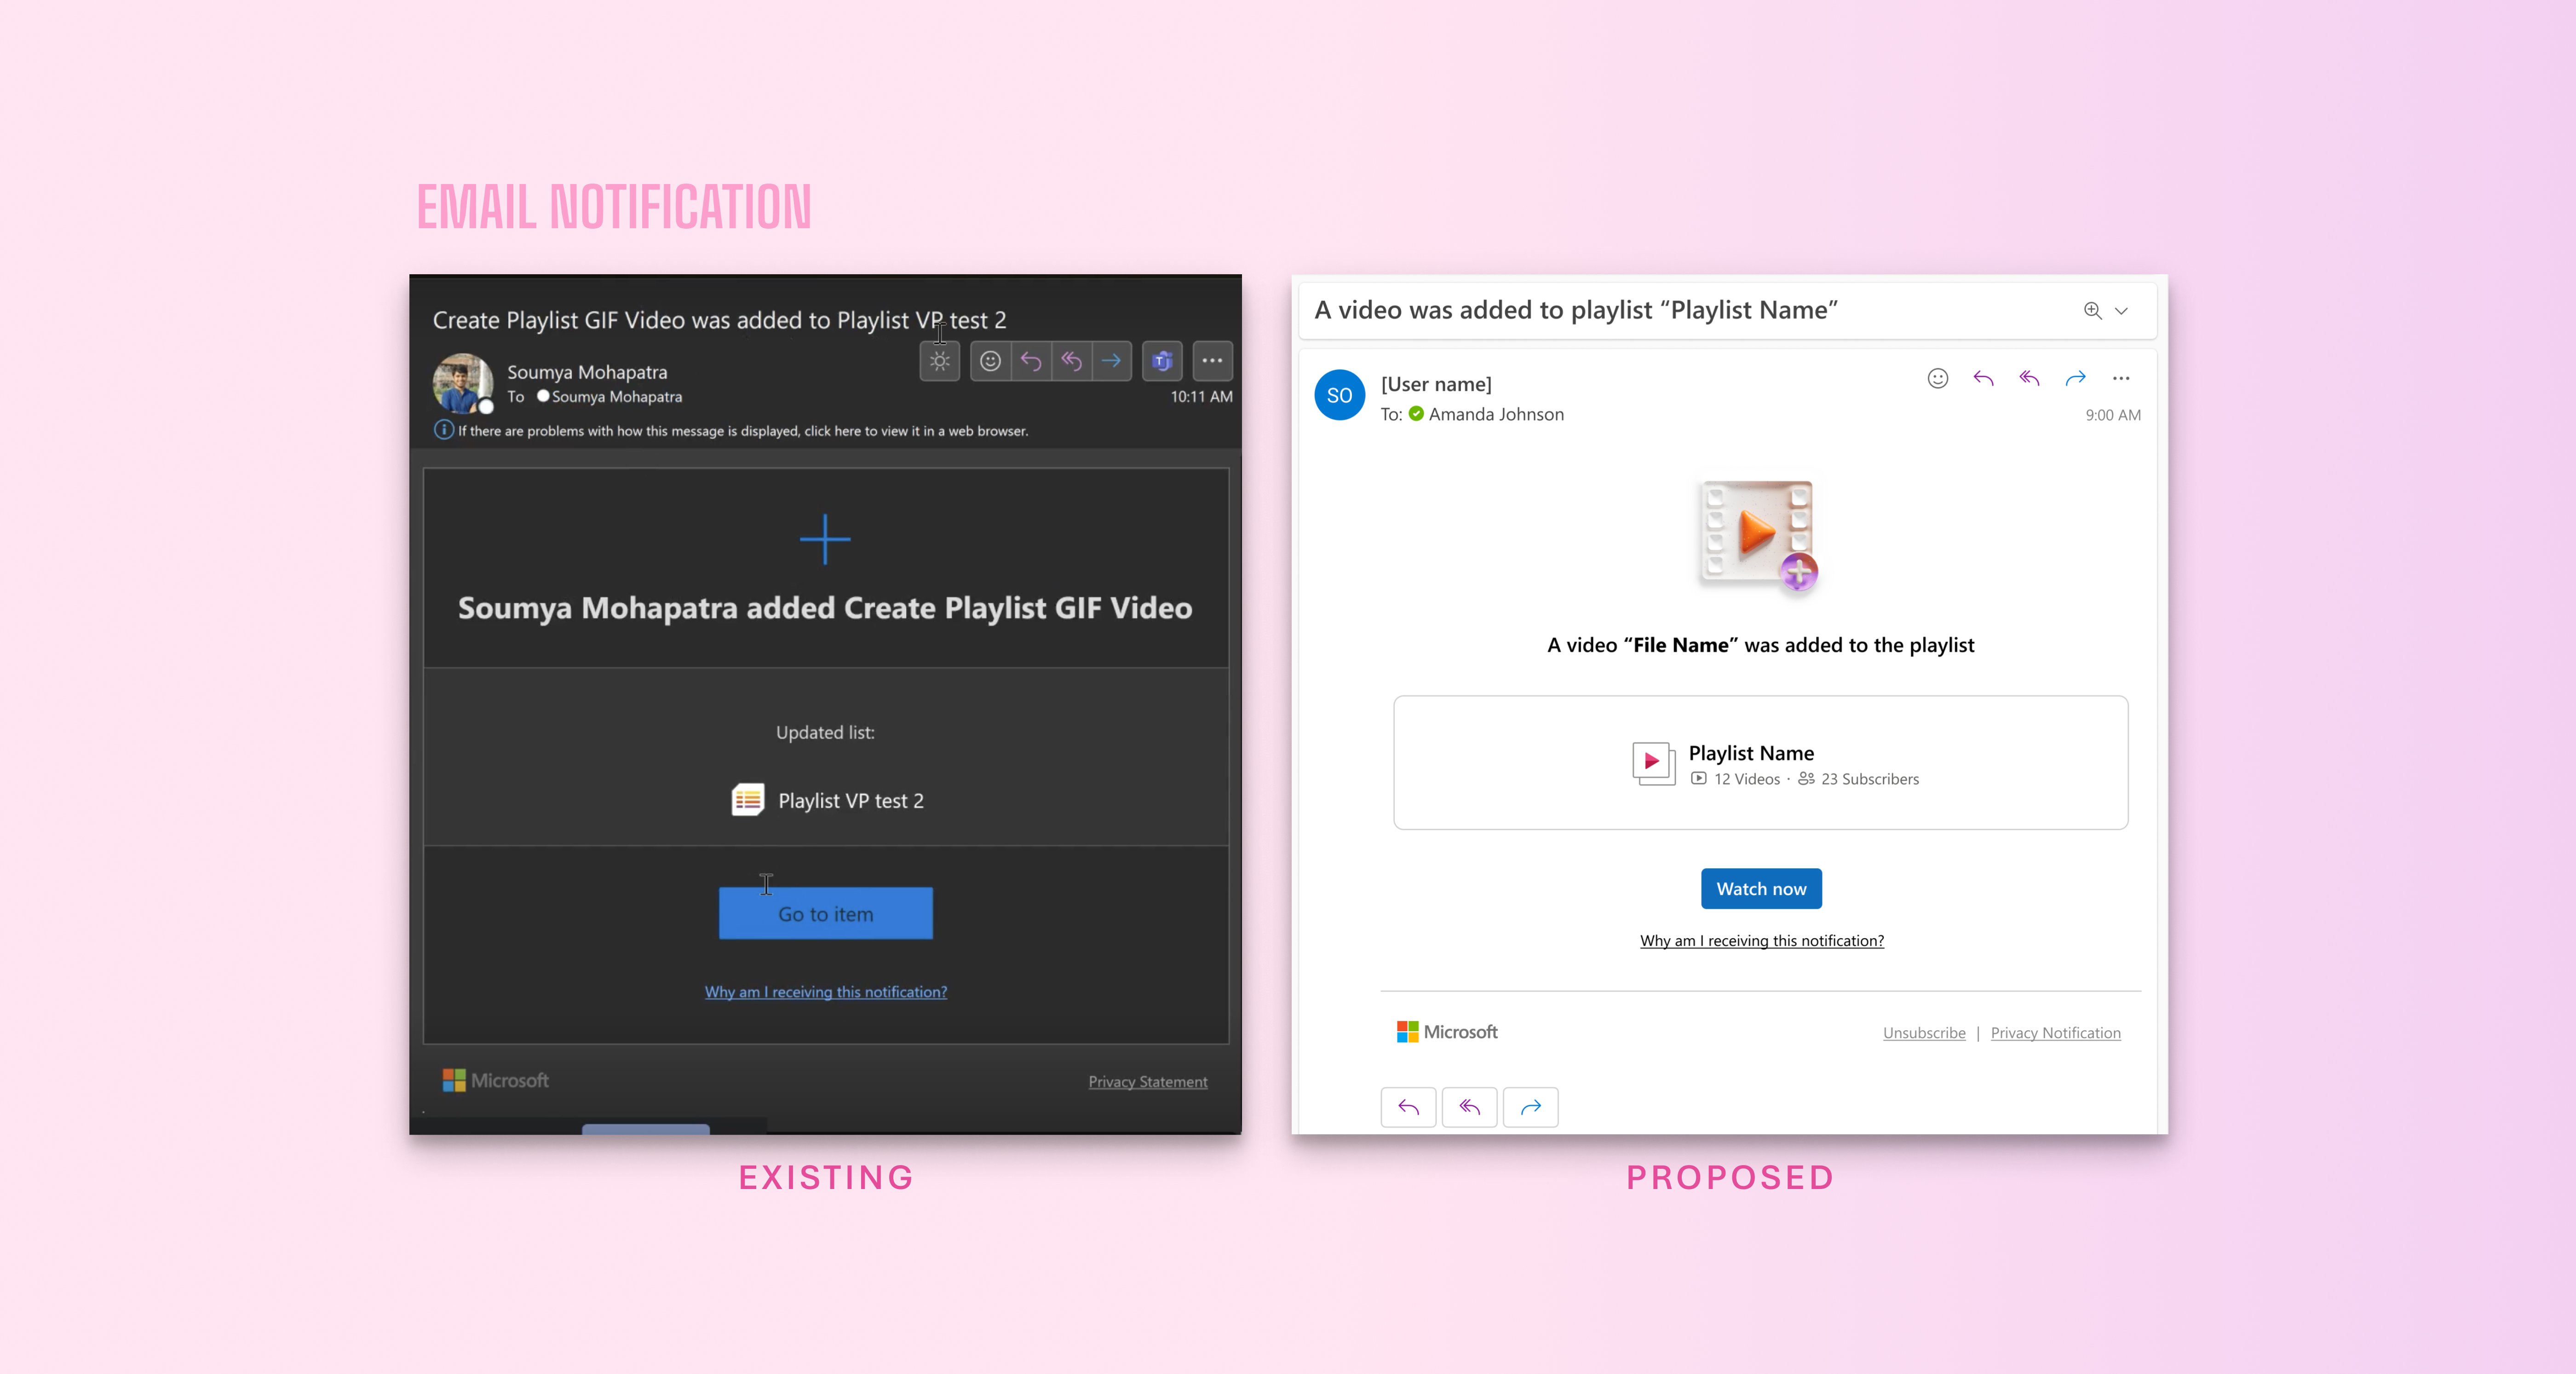 EMAIL NOTIFICATION
Create Playlist GIF Video was added to Playlist VP test 2
Soumya Mohapatra
To Soumya Mohapatra
10:11 AM
If there are problems with how this message is displayed, click here to view it in a web browser.
Soumya Mohapatra added Create Playlist GIF Video
Updated list:
Playlist VP test 2
Go to item
Why am I receiving this notification?
Microsoft
Privacy Statement
EXISTING
A video was added to playlist “Playlist Name”
SO
[User name]
To: Amanda Johnson
9:00 AM
A video “File Name” was added to the playlist
Playlist Name
12 Videos · 23 Subscribers
Watch now
Why am I receiving this notification?
Microsoft
Unsubscribe | Privacy Notification
PROPOSED